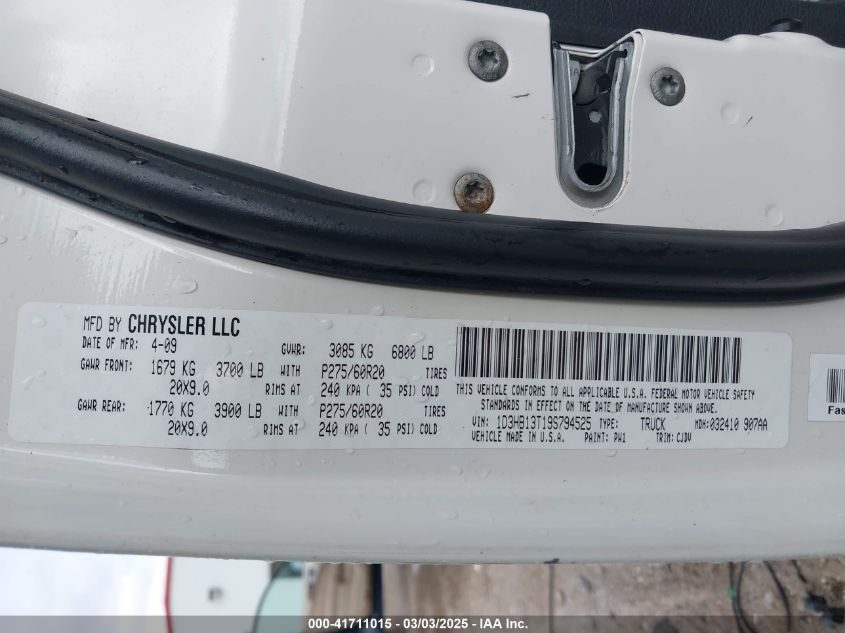 MFD BY CHRYSLER LLC
DATE OF MFR: 4-09 GVWR: 3085 KG 6800 LB
GAWR FRONT: 1679 KG 3700 LB WITH P275/60R20 TIRES
20X9.0 RIMS AT 240 KPA ( 35 PSI) COLD
GAWR REAR: 1770 KG 3900 LB WITH P275/60R20 TIRES
20X9.0 RIMS AT 240 KPA ( 35 PSI) COLD
THIS VEHICLE CONFORMS TO ALL APPLICABLE U.S.A. FEDERAL MOTOR VEHICLE SAFETY
STANDARDS IN EFFECT ON THE DATE OF MANUFACTURE SHOWN ABOVE.
VIN: 1D3HB13T19S794525 TYPE: TRUCK MDH: 032410 907AA
VEHICLE MADE IN U.S.A. PAINT: PW1 TRIM: CJDV
Fas
000-41711015 - 03/03/2025 - IAA Inc.